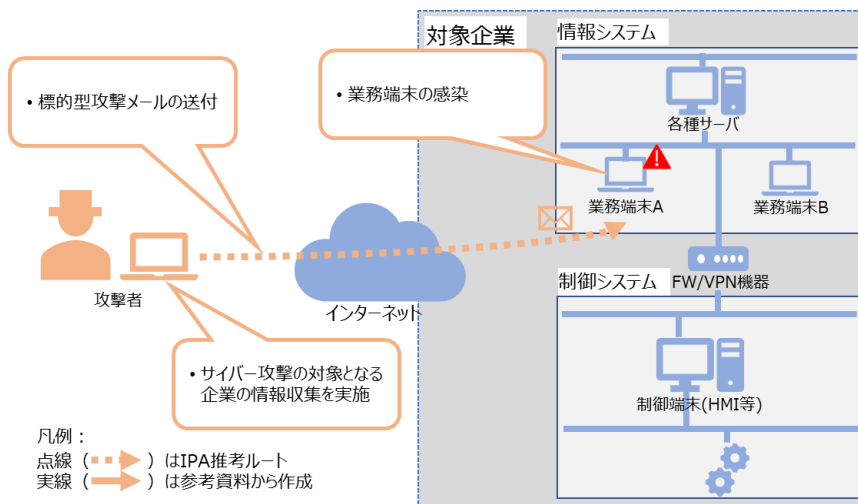 対象企業
情報システム
・標的型攻撃メールの送付
・業務端末の感染
各種サーバ
業務端末A
業務端末B
攻撃者
インターネット
制御システム
FW/VPN機器
・サイバー攻撃の対象となる
企業の情報収集を実施
制御端末(HMI等)
凡例：
点線（ ）はIPA推考ルート
実線（ ）は参考資料から作成